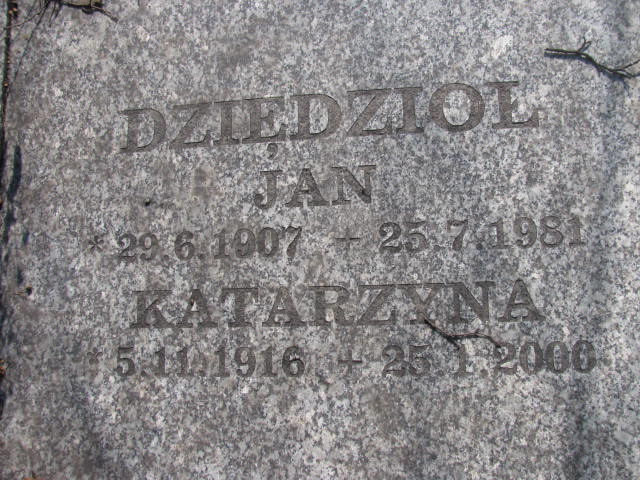 DZIĘDZIOŁ
JAN
* 29.6.1907 + 25.7.1981
KATARZYNA
* 5.11.1916 + 25.1.2000